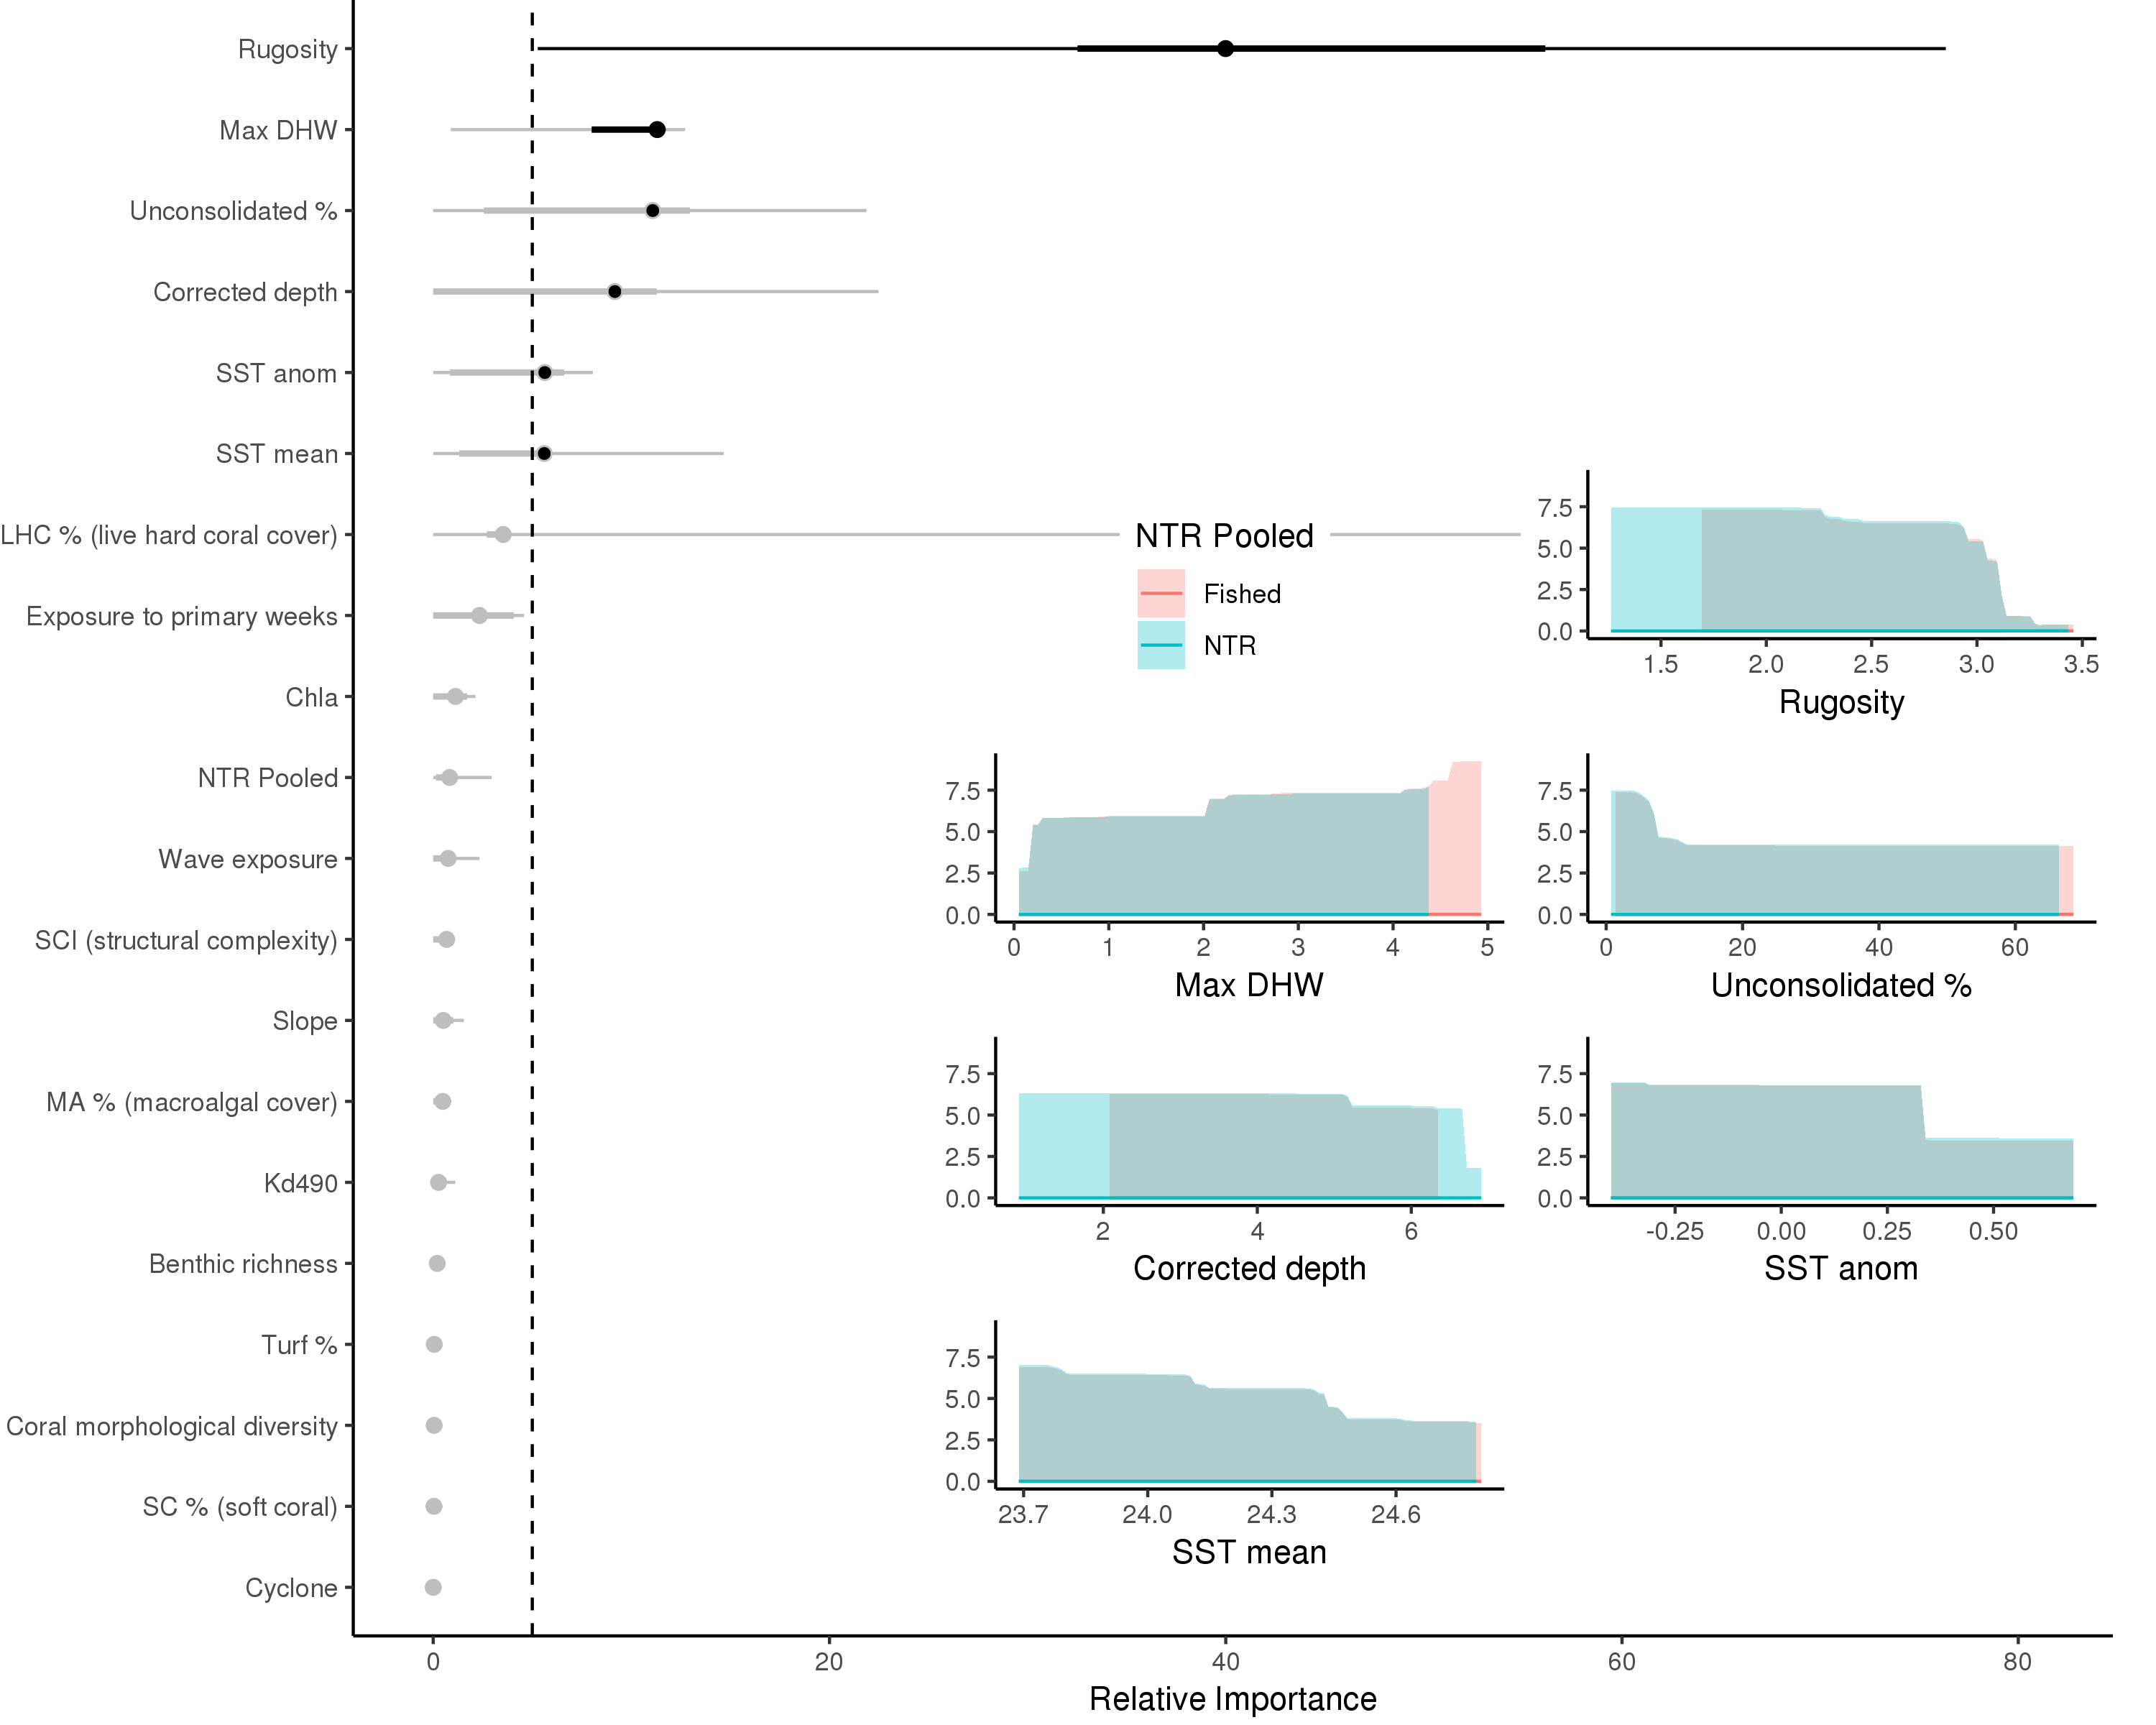 Rugosity
Max DHW
Unconsolidated %
Corrected depth
SST anom
SST mean
LHC % (live hard coral cover)
Exposure to primary weeks
Chla
NTR Pooled
Wave exposure
SCI (structural complexity)
Slope
MA % (macroalgal cover)
Kd490
Benthic richness
Turf %
Coral morphological diversity
SC % (soft coral)
Cyclone
0 20 40 60 80
Relative Importance
NTR Pooled
Fished
NTR
7.5
5.0
2.5
0.0
1.5 2.0 2.5 3.0 3.5
Rugosity
7.5
5.0
2.5
0.0
0 1 2 3 4 5
Max DHW
7.5
5.0
2.5
0.0
0 20 40 60
Unconsolidated %
7.5
5.0
2.5
0.0
2 4 6
Corrected depth
7.5
5.0
2.5
0.0
-0.25 0.00 0.25 0.50
SST anom
7.5
5.0
2.5
0.0
23.7 24.0 24.3 24.6
SST mean